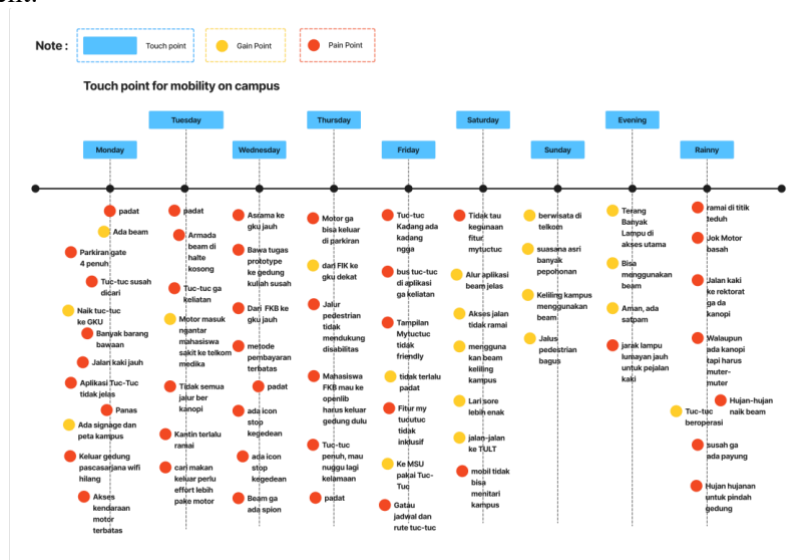 ent.
Note :
Touch point
Gain Point
Pain Point
Touch point for mobility on campus
Monday
Tuesday
Wednesday
Thursday
Friday
Saturday
Sunday
Evening
Rainny
padat
Ada beam
Parkiran gate
4 penuh
Tuc-tuc susah
dicari
Naik tuc-tuc
ke GKU
Banyak barang
bawaan
Jalan kaki jauh
Aplikasi Tuc-Tuc
tidak jelas
Panas
Ada signage dan
peta kampus
Keluar gedung
pascasarjana wifi
hilang
Akses
kendaraan
motor
terbatas
padat
Armada
beam di
halte
kosong
Tuc-tuc ga
keliatan
Motor masuk
ngantar
mahasiswa
sakit ke telkom
medika
Tidak semua
jalur ber
kanopi
Kantin terlalu
ramai
cari makan
keluar perlu
effort lebih
pake motor
Asrama ke
gku jauh
Bawa tugas
prototype
ke gedung
kuliah susah
Dari FKB ke
gku jauh
metode
pembayaran
terbatas
padat
ada icon
stop
kegedean
ada icon
stop
kegedean
Beam ga
ada spion
Motor ga
bisa keluar
di parkiran
dari FIK ke
gku dekat
Jalur
pedestrian
tidak
mendukung
disabilitas
Mahasiswa
FKB mau ke
openlib
harus keluar
gedung dulu
Tuc-tuc
penuh, mau
nuggu lagi
kelamaan
padat
Tuc-tuc
Kadang ada
kadang
ngga
bus tuc-tuc
di aplikasi
ga keliatan
Tampilan
Mytuctuc
tidak
friendly
tidak terlalu
padat
Fitur my
tuctutuc
tidak
inklusif
Ke MSU
pakai Tuc-
Tuc
Gatau
jadwal dan
rute tuc-tuc
Tidak tau
kegunaan
fitur
mytuctuc
Alur aplikasi
beam jelas
Akses jalan
tidak ramai
mengguna
kan beam
keliling
kampus
Lari sore
lebih enak
jalan-jalan
ke TULT
mobil tidak
bisa
menitari
kampus
berwisata di
telkom
suasana asri
banyak
pepohonan
Keliling kampus
menggunakan
beam
Jalus
pedestrian
bagus
Terang
Banyak
Lampu di
akses utama
Bisa
menggunakan
beam
Aman, ada
satpam
jarak lampu
lumayan jauh
untuk pejalan
kaki
ramai di titik
teduh
Jok Motor
basah
Jalan kaki
ke rektorat
ga da
kanopi
Walaupun
ada kanopi
tapi harus
muter-
muter
Hujan-hujan
naik beam
Tuc-tuc
beroperasi
susah ga
ada payung
Hujan hujanan
untuk pindah
gedung